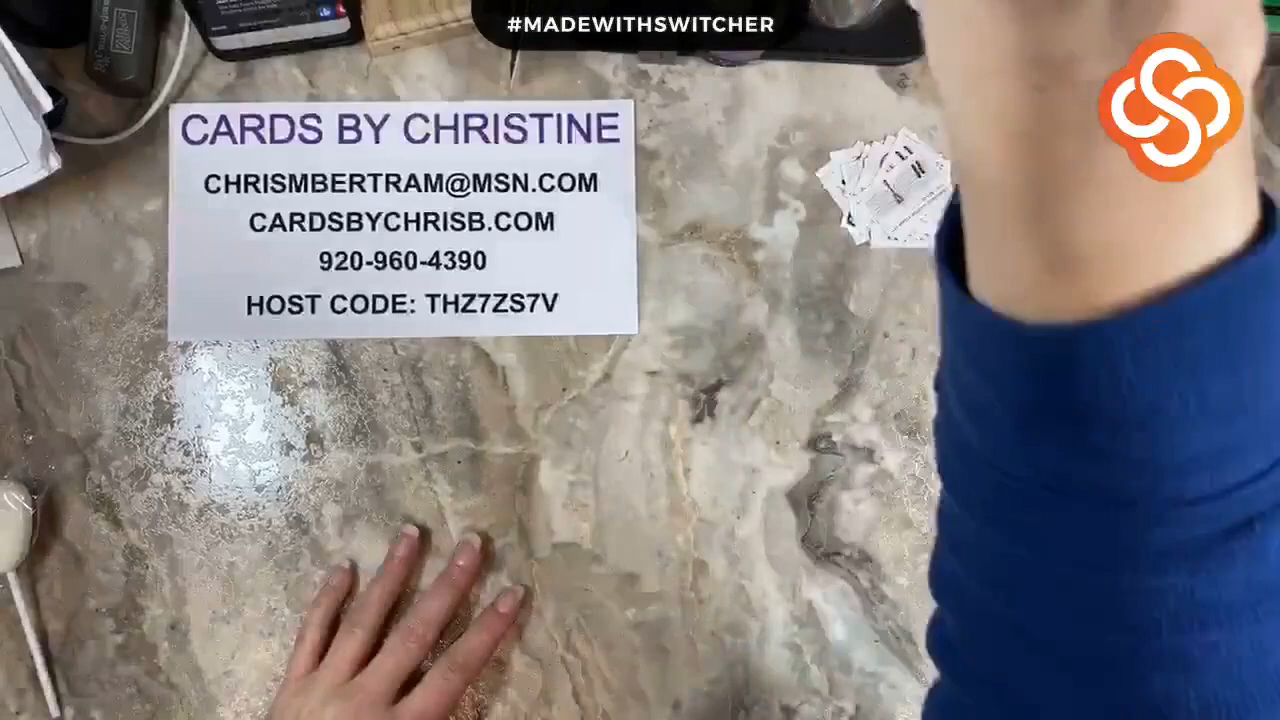 #MADEWITHSWITCHER
CARDS BY CHRISTINE
CHRISMBERTRAM@MSN.COM
CARDSBYCHRISB.COM
920-960-4390
HOST CODE: THZ7ZS7V